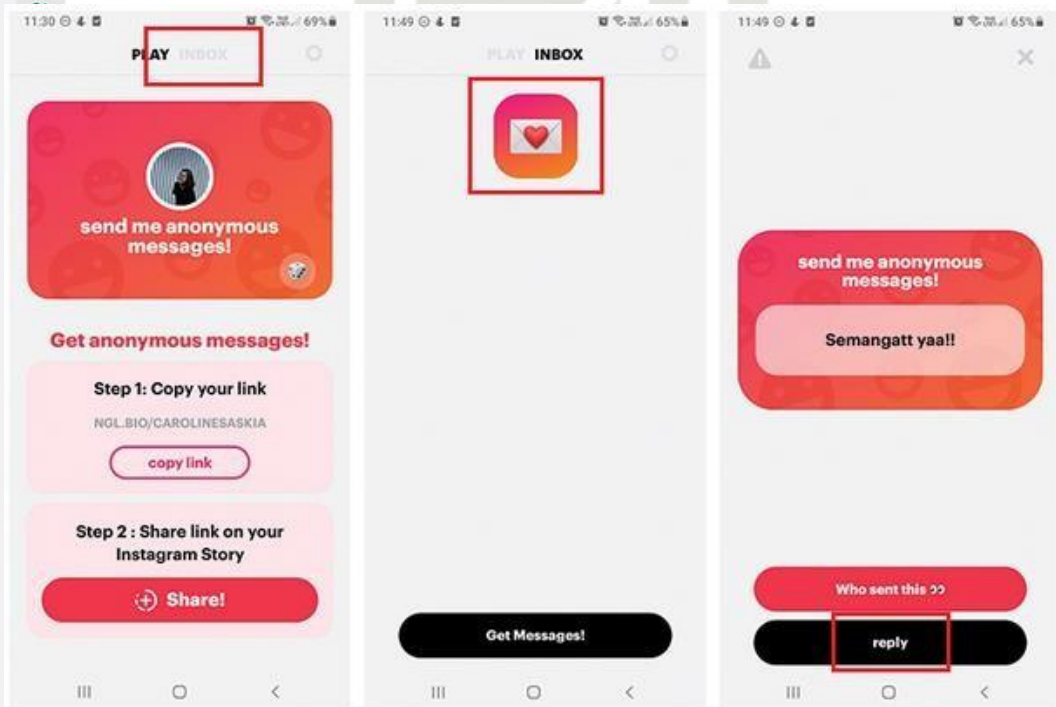 11:30
69%
PLAY INBOX
send me anonymous
messages!
Get anonymous messages!
Step 1: Copy your link
NGL.BIO/CAROLINESASKIA
copy link
Step 2 : Share link on your
Instagram Story
Share!
11:49
65%
PLAY INBOX
Get Messages!
11:49
65%
send me anonymous
messages!
Semangatt yaa!!
Who sent this 👀
reply